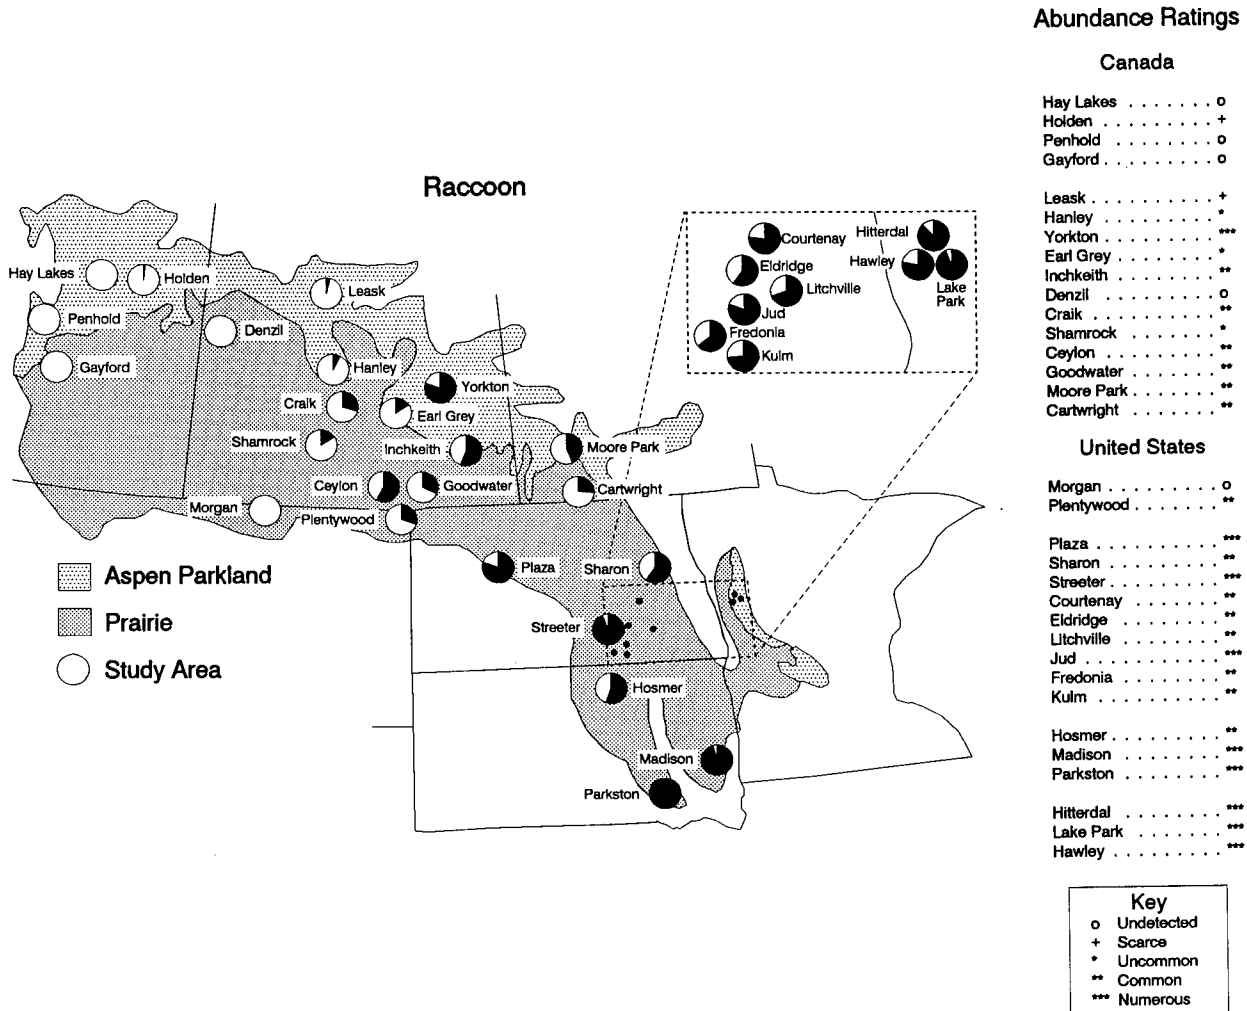 Raccoon
Hay Lakes
Holden
Leask
Penhold
Denzil
Gayford
Hanley
Yorkton
Craik
Earl Grey
Shamrock
Inchkeith
Moore Park
Ceylon
Goodwater
Cartwright
Morgan
Plentywood
Plaza
Sharon
Streeter
Hosmer
Madison
Parkston
Courtenay
Hitterdal
Eldridge
Hawley
Litchville
Lake
Park
Jud
Fredonia
Kulm
Aspen Parkland
Prairie
Study Area
Abundance Ratings
Canada
Hay Lakes . . . . . . . o
Holden . . . . . . . . . +
Penhold . . . . . . . . o
Gayford . . . . . . . . o
Leask . . . . . . . . . . +
Hanley . . . . . . . . . *
Yorkton . . . . . . . . . ***
Earl Grey . . . . . . . *
Inchkeith . . . . . . . **
Denzil . . . . . . . . . o
Craik . . . . . . . . . . **
Shamrock . . . . . . *
Ceylon . . . . . . . . . **
Goodwater . . . . . . **
Moore Park . . . . . . **
Cartwright . . . . . . . **
United States
Morgan . . . . . . . . . o
Plentywood . . . . . . . **
Plaza . . . . . . . . . . ***
Sharon . . . . . . . . . **
Streeter . . . . . . . . . ***
Courtenay . . . . . . . **
Eldridge . . . . . . . . . **
Litchville . . . . . . . . **
Jud . . . . . . . . . . . ***
Fredonia . . . . . . . . **
Kulm . . . . . . . . . . **
Hosmer . . . . . . . . . **
Madison . . . . . . . . ***
Parkston . . . . . . . . ***
Hitterdal . . . . . . . . ***
Lake Park . . . . . . . ***
Hawley . . . . . . . . . ***
Key
o Undetected
+ Scarce
* Uncommon
** Common
*** Numerous